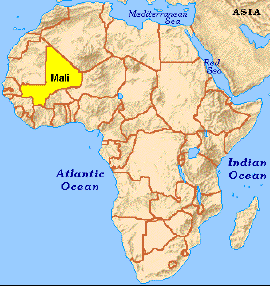 ASIA
Mediterranean
Sea
Red
Sea
Mali
Indian
Ocean
Atlantic
Ocean